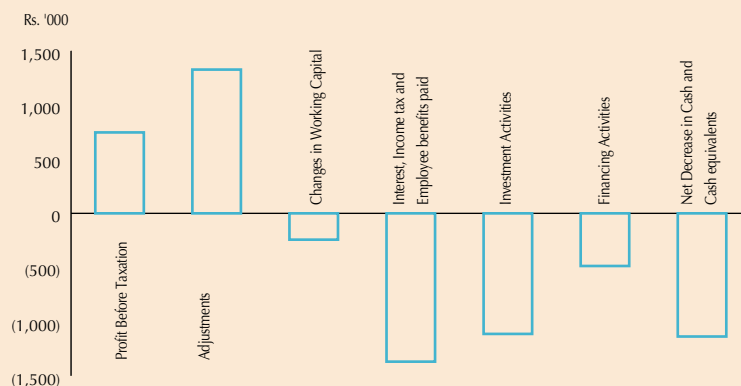 Rs. '000
1,500
1,000
500
0
(500)
(1,000)
(1,500)
Profit Before Taxation
Adjustments
Changes in Working Capital
Interest, Income tax and
Employee benefits paid
Investment Activities
Financing Activities
Net Decrease in Cash and
Cash equivalents